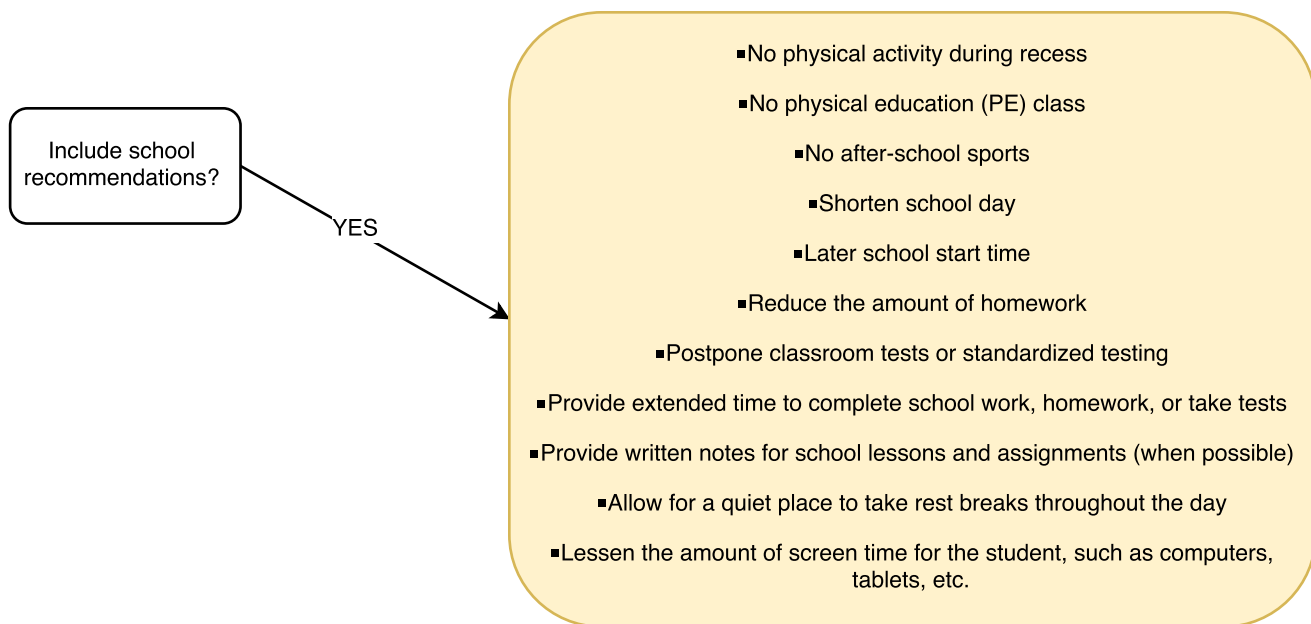 Include school
recommendations?
YES
▪No physical activity during recess
▪No physical education (PE) class
▪No after-school sports
▪Shorten school day
▪Later school start time
▪Reduce the amount of homework
▪Postpone classroom tests or standardized testing
▪Provide extended time to complete school work, homework, or take tests
▪Provide written notes for school lessons and assignments (when possible)
▪Allow for a quiet place to take rest breaks throughout the day
▪Lessen the amount of screen time for the student, such as computers,
tablets, etc.